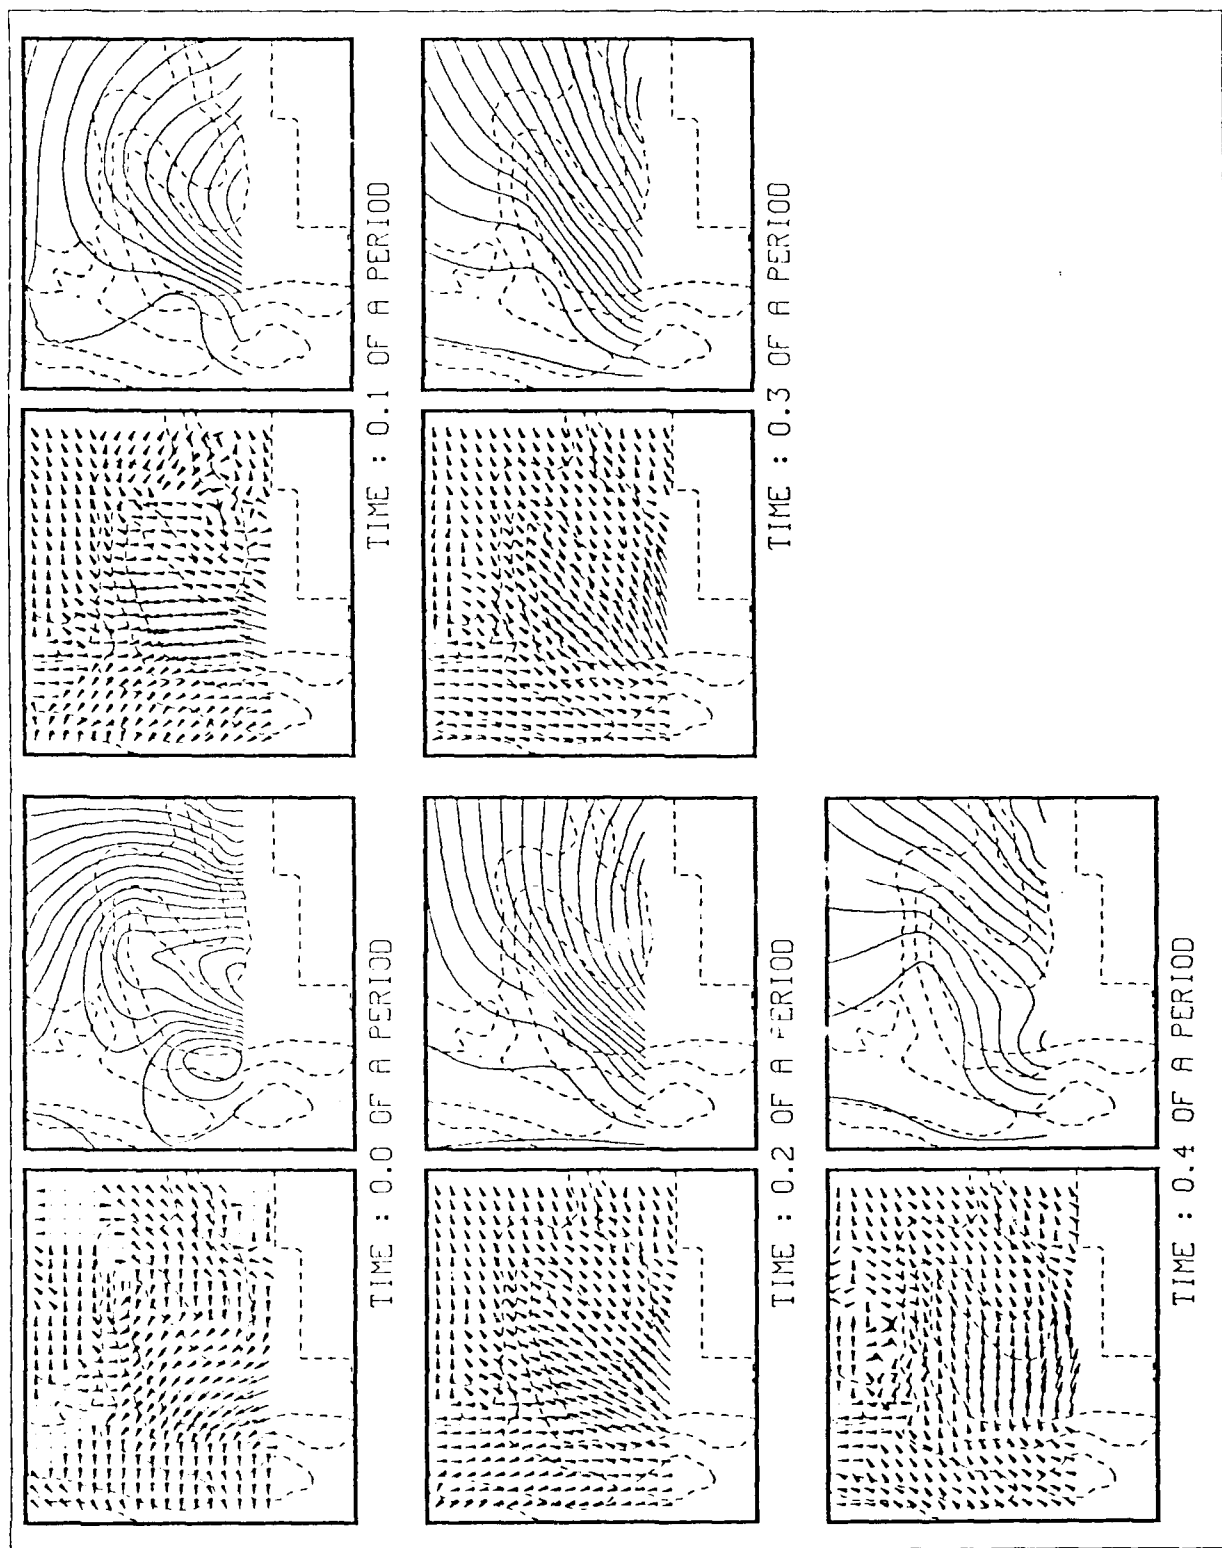 TIME : 0.0 OF A PERIOD
TIME : 0.1 OF A PERIOD
TIME : 0.2 OF A PERIOD
TIME : 0.3 OF A PERIOD
TIME : 0.4 OF A PERIOD